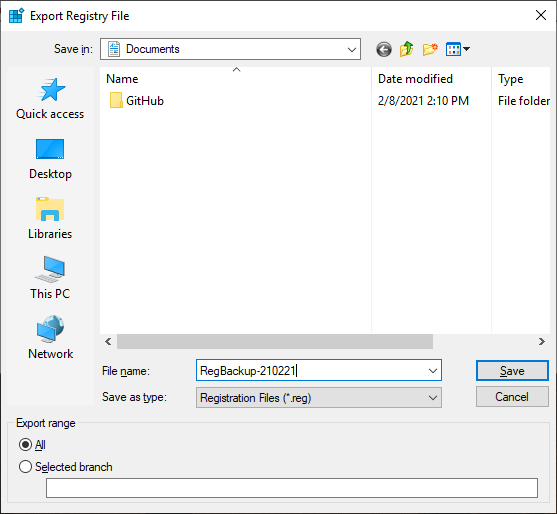 Export Registry File
Save in: Documents
Name Date modified Type
GitHub 2/8/2021 2:10 PM File folder
Quick access
Desktop
Libraries
This PC
Network
File name: RegBackup-210221 Save
Save as type: Registration Files (*.reg) Cancel
Export range
All
Selected branch